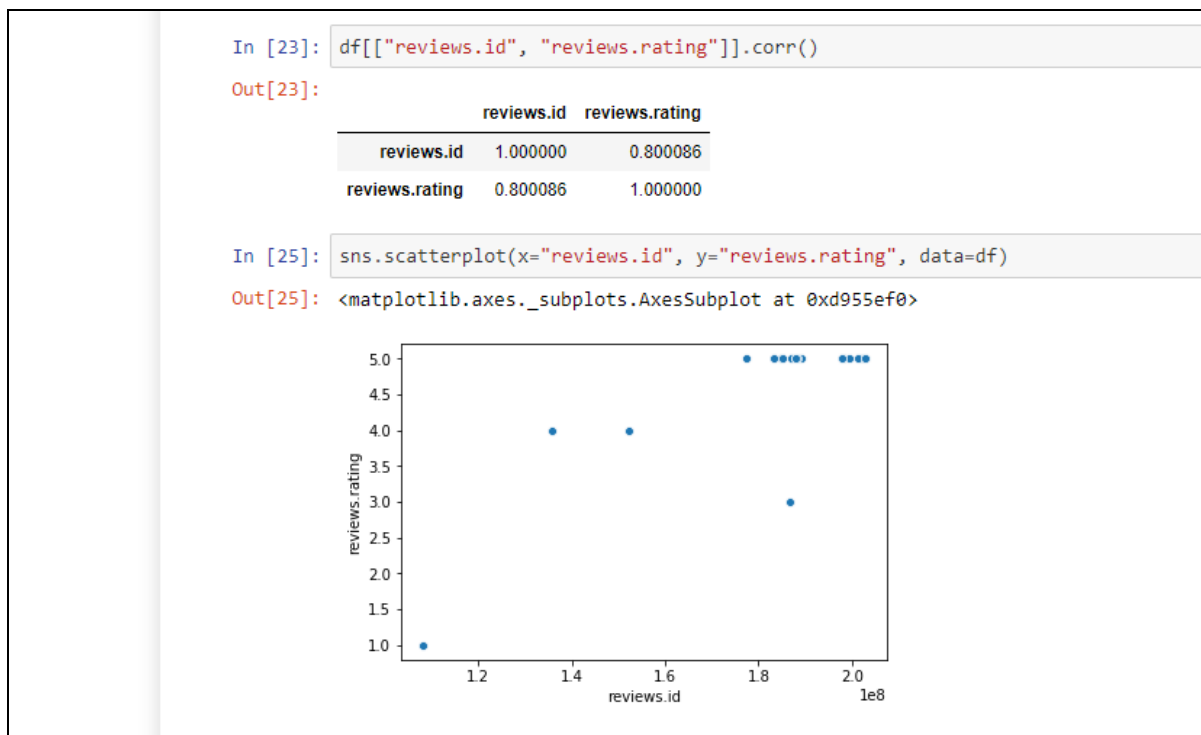 In [23]: df[["reviews.id", "reviews.rating"]].corr()
Out[23]:
reviews.id reviews.rating
reviews.id 1.000000 0.800086
reviews.rating 0.800086 1.000000
In [25]: sns.scatterplot(x="reviews.id", y="reviews.rating", data=df)
Out[25]: <matplotlib.axes._subplots.AxesSubplot at 0xd955ef0>
5.0
4.5
4.0
3.5
3.0
2.5
2.0
1.5
1.0
reviews.rating
1.2 1.4 1.6 1.8 2.0
reviews.id
1e8